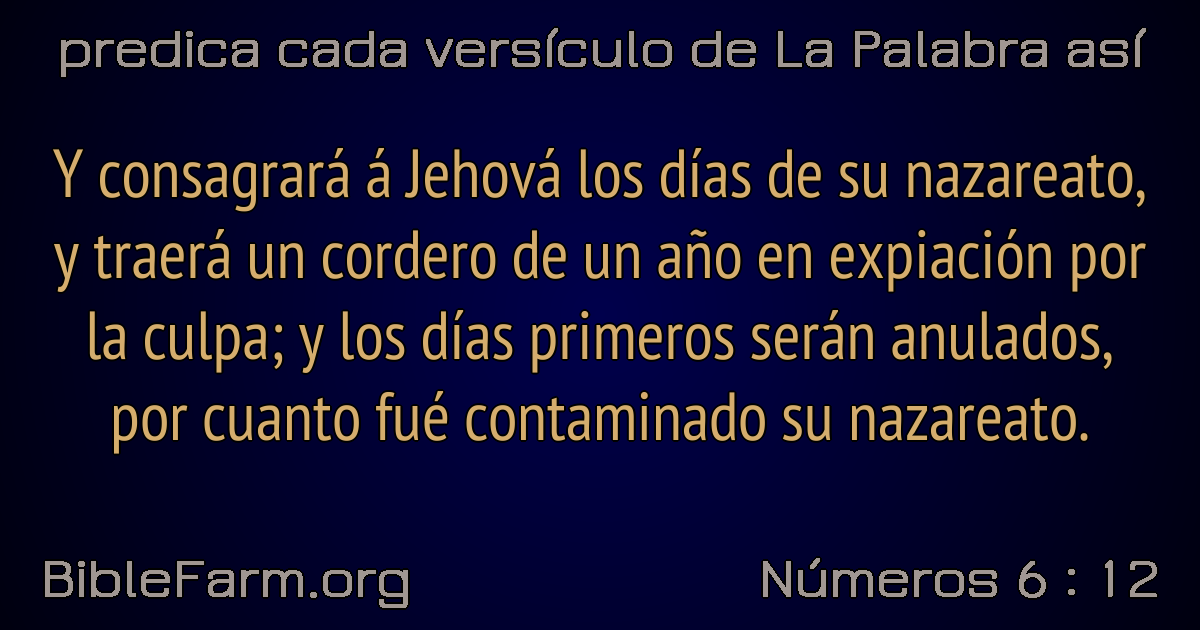 predica cada versículo de La Palabra así
Y consagrará á Jehová los días de su nazareato,
y traerá un cordero de un año en expiación por
la culpa; y los días primeros serán anulados,
por cuanto fué contaminado su nazareato.
BibleFarm.org
Números 6 : 12